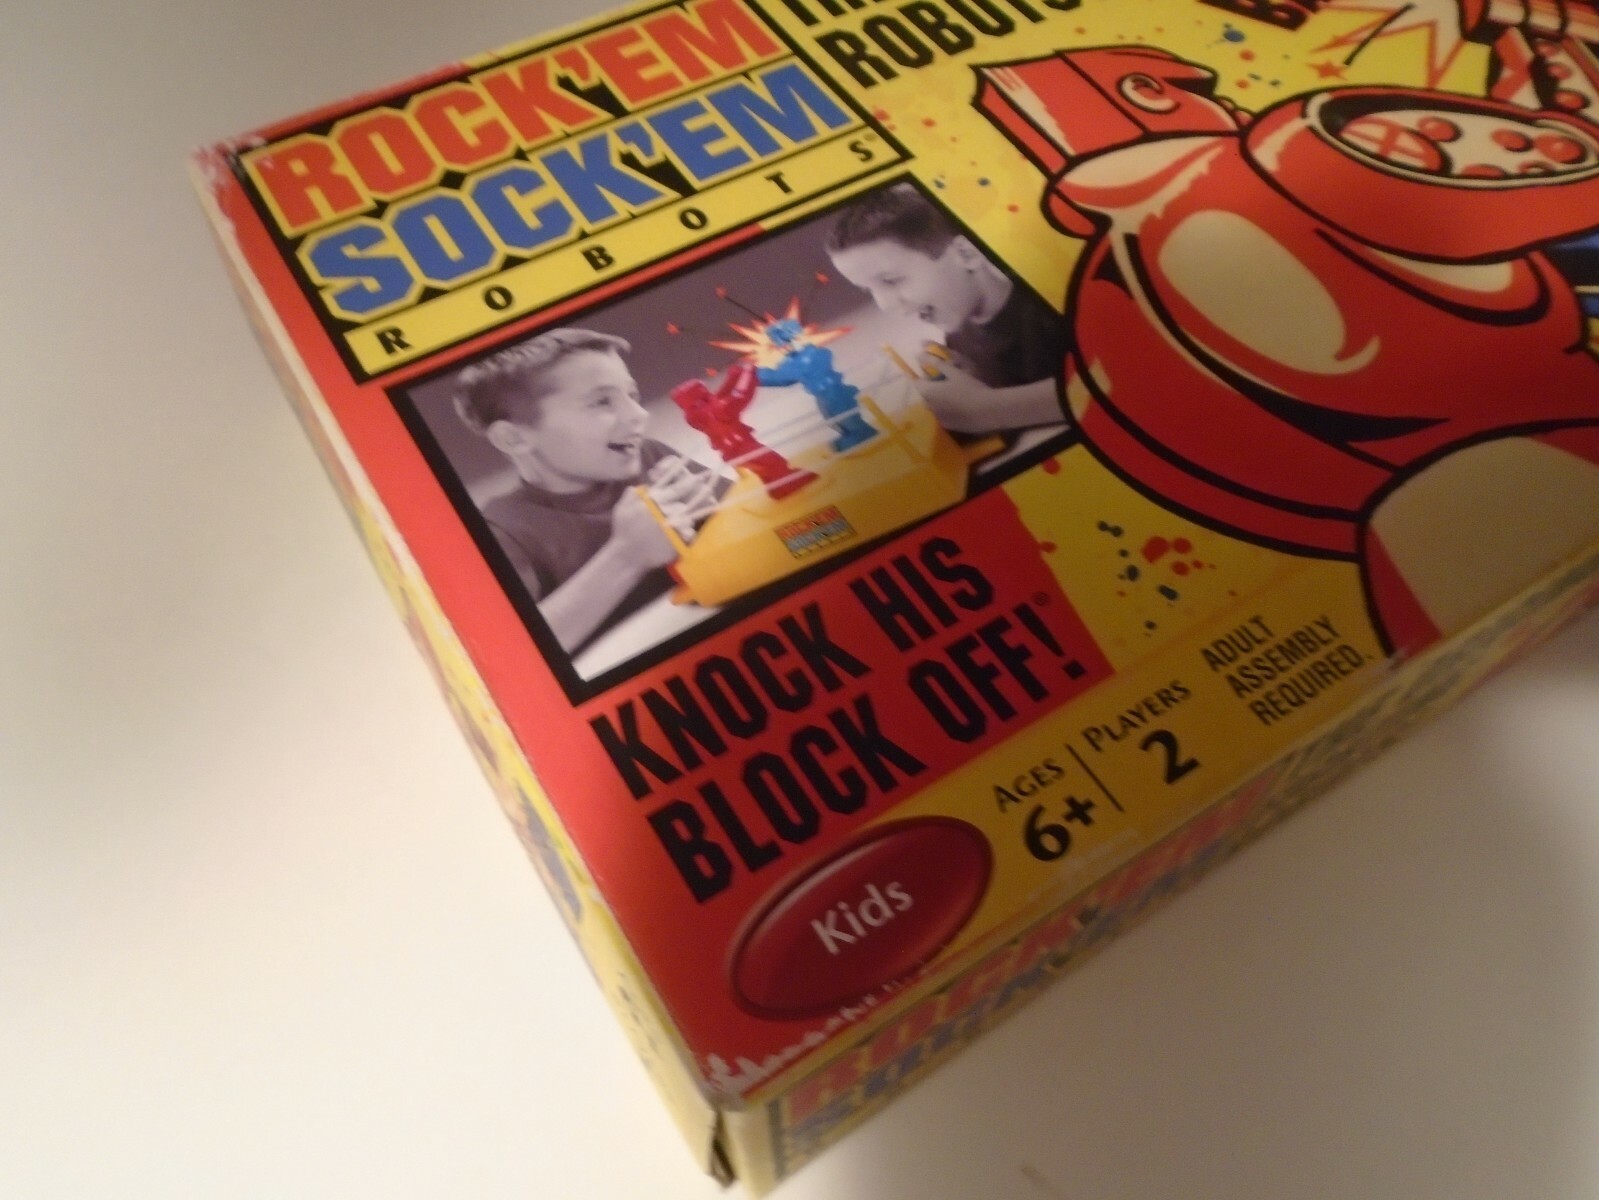 ROCK'EM
SOCK'EM
ROBOTS®
ROBOTS
KNOCK HIS
BLOCK OFF!®
AGES
6+
PLAYERS
2
ADULT
ASSEMBLY
REQUIRED.
Kids